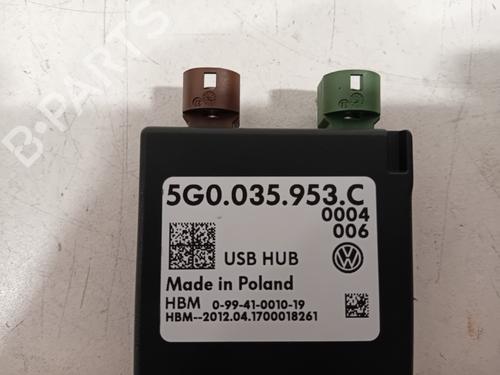 B-PARTS
5G0.035.953.C
0004
006
USB HUB
Made in Poland
HBM 0-99-41-0010-19
HBM--2012.04.1700018261